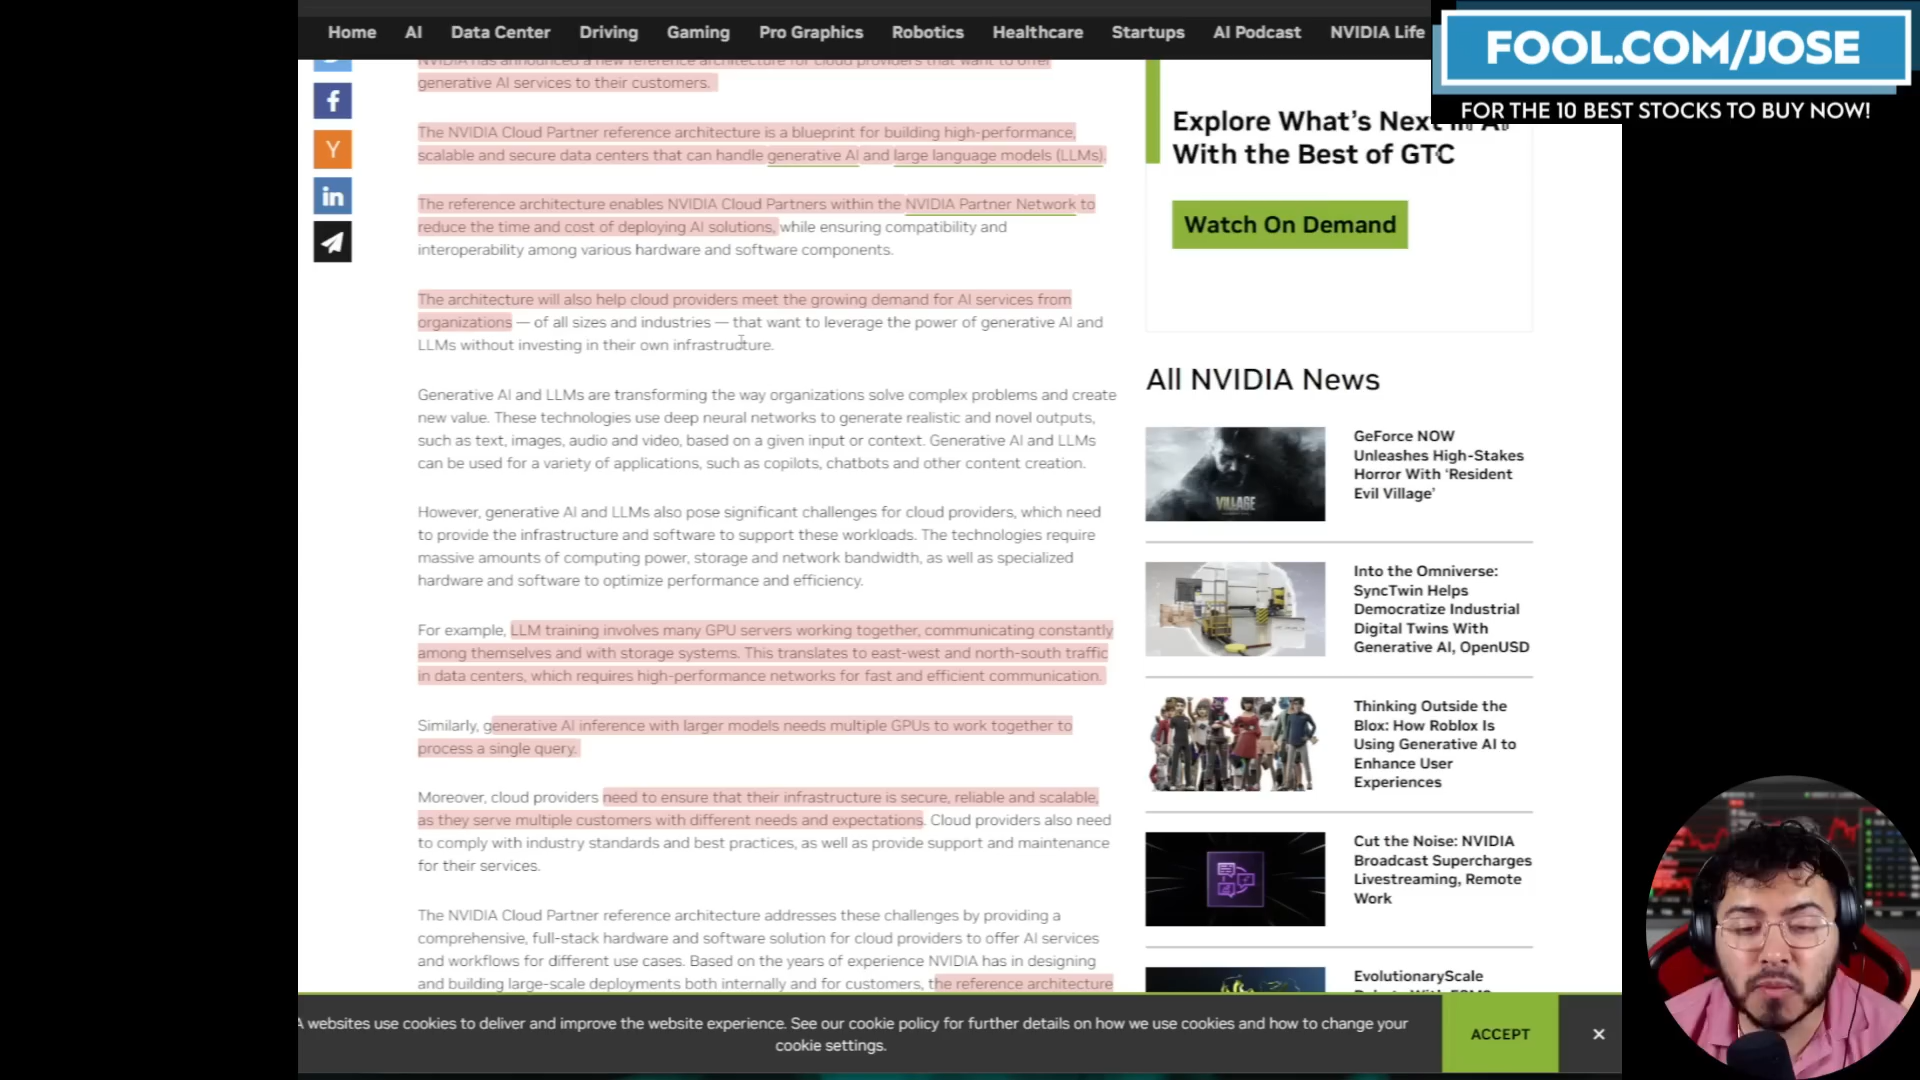 Home AI Data Center Driving Gaming Pro Graphics Robotics Healthcare Startups AI Podcast NVIDIA Life
FOOL.COM/JOSE
FOR THE 10 BEST STOCKS TO BUY NOW!
NVIDIA has announced a new reference architecture for cloud providers that want to offer
generative AI services to their customers.
The NVIDIA Cloud Partner reference architecture is a blueprint for building high-performance,
scalable and secure data centers that can handle generative AI and large language models (LLMs).
The reference architecture enables NVIDIA Cloud Partners within the NVIDIA Partner Network to
reduce the time and cost of deploying AI solutions, while ensuring compatibility and
interoperability among various hardware and software components.
The architecture will also help cloud providers meet the growing demand for AI services from
organizations — of all sizes and industries — that want to leverage the power of generative AI and
LLMs without investing in their own infrastructure.
Generative AI and LLMs are transforming the way organizations solve complex problems and create
new value. These technologies use deep neural networks to generate realistic and novel outputs,
such as text, images, audio and video, based on a given input or context. Generative AI and LLMs
can be used for a variety of applications, such as copilots, chatbots and other content creation.
However, generative AI and LLMs also pose significant challenges for cloud providers, which need
to provide the infrastructure and software to support these workloads. The technologies require
massive amounts of computing power, storage and network bandwidth, as well as specialized
hardware and software to optimize performance and efficiency.
For example, LLM training involves many GPU servers working together, communicating constantly
among themselves and with storage systems. This translates to east-west and north-south traffic
in data centers, which requires high-performance networks for fast and efficient communication.
Similarly, generative AI inference with larger models needs multiple GPUs to work together to
process a single query.
Moreover, cloud providers need to ensure that their infrastructure is secure, reliable and scalable,
as they serve multiple customers with different needs and expectations. Cloud providers also need
to comply with industry standards and best practices, as well as provide support and maintenance
for their services.
The NVIDIA Cloud Partner reference architecture addresses these challenges by providing a
comprehensive, full-stack hardware and software solution for cloud providers to offer AI services
and workflows for different use cases. Based on the years of experience NVIDIA has in designing
and building large-scale deployments both internally and for customers, the reference architecture
Explore What's Next in AI
With the Best of GTC
Watch On Demand
All NVIDIA News
VILLAGE
GeForce NOW
Unleashes High-Stakes
Horror With ‘Resident
Evil Village’
Into the Omniverse:
SyncTwin Helps
Democratize Industrial
Digital Twins With
Generative AI, OpenUSD
Thinking Outside the
Blox: How Roblox Is
Using Generative AI to
Enhance User
Experiences
Cut the Noise: NVIDIA
Broadcast Supercharges
Livestreaming, Remote
Work
EvolutionaryScale
A websites use cookies to deliver and improve the website experience. See our cookie policy for further details on how we use cookies and how to change your
cookie settings.
ACCEPT